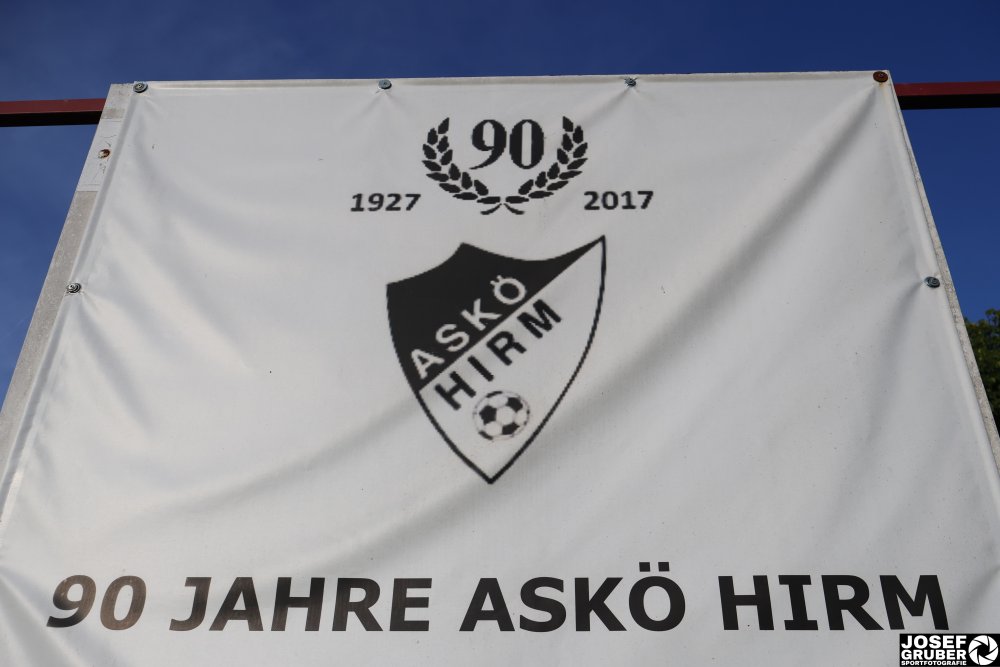 90
1927 2017
ASKÖ
HIRM
90 JAHRE ASKÖ HIRM
JOSEF
GRUBER
SPORTFOTOGRAFIE